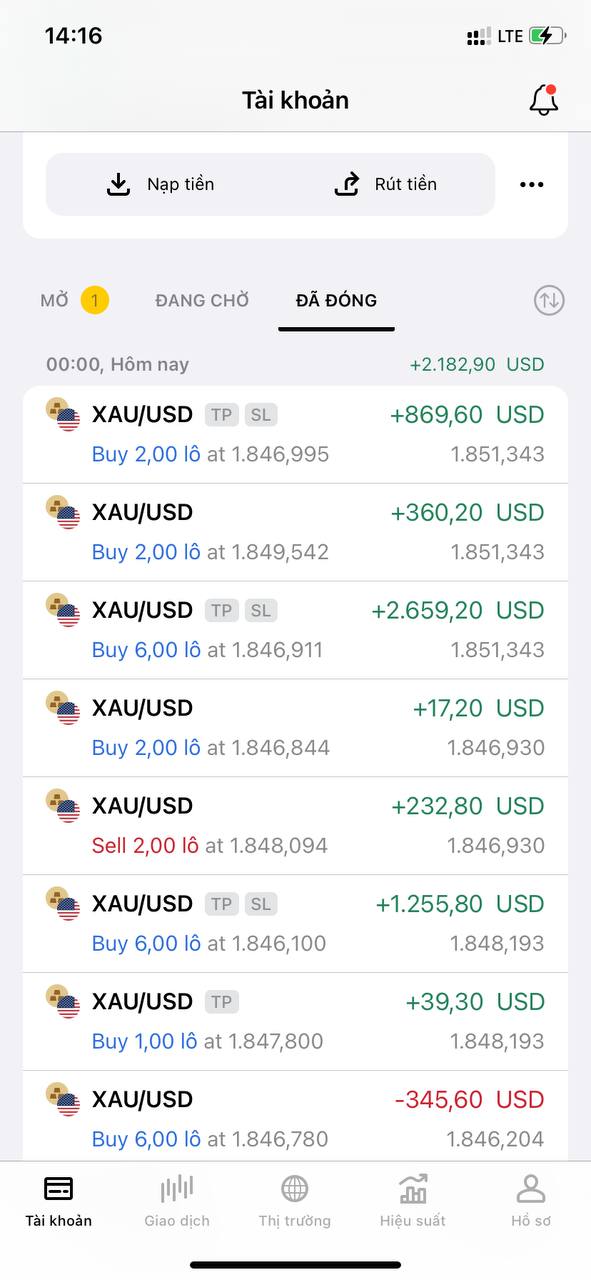 14:16 LTE
Tài khoản
Nạp tiền Rút tiền
MỞ 1 ĐANG CHỜ ĐÃ ĐÓNG
00:00, Hôm nay +2.182,90 USD
XAU/USD TP SL +869,60 USD
Buy 2,00 lô at 1.846,995 1.851,343
XAU/USD +360,20 USD
Buy 2,00 lô at 1.849,542 1.851,343
XAU/USD TP SL +2.659,20 USD
Buy 6,00 lô at 1.846,911 1.851,343
XAU/USD +17,20 USD
Buy 2,00 lô at 1.846,844 1.846,930
XAU/USD +232,80 USD
Sell 2,00 lô at 1.848,094 1.846,930
XAU/USD TP SL +1.255,80 USD
Buy 6,00 lô at 1.846,100 1.848,193
XAU/USD TP +39,30 USD
Buy 1,00 lô at 1.847,800 1.848,193
XAU/USD -345,60 USD
Buy 6,00 lô at 1.846,780 1.846,204
Tài khoản Giao dịch Thị trường Hiệu suất Hồ sơ